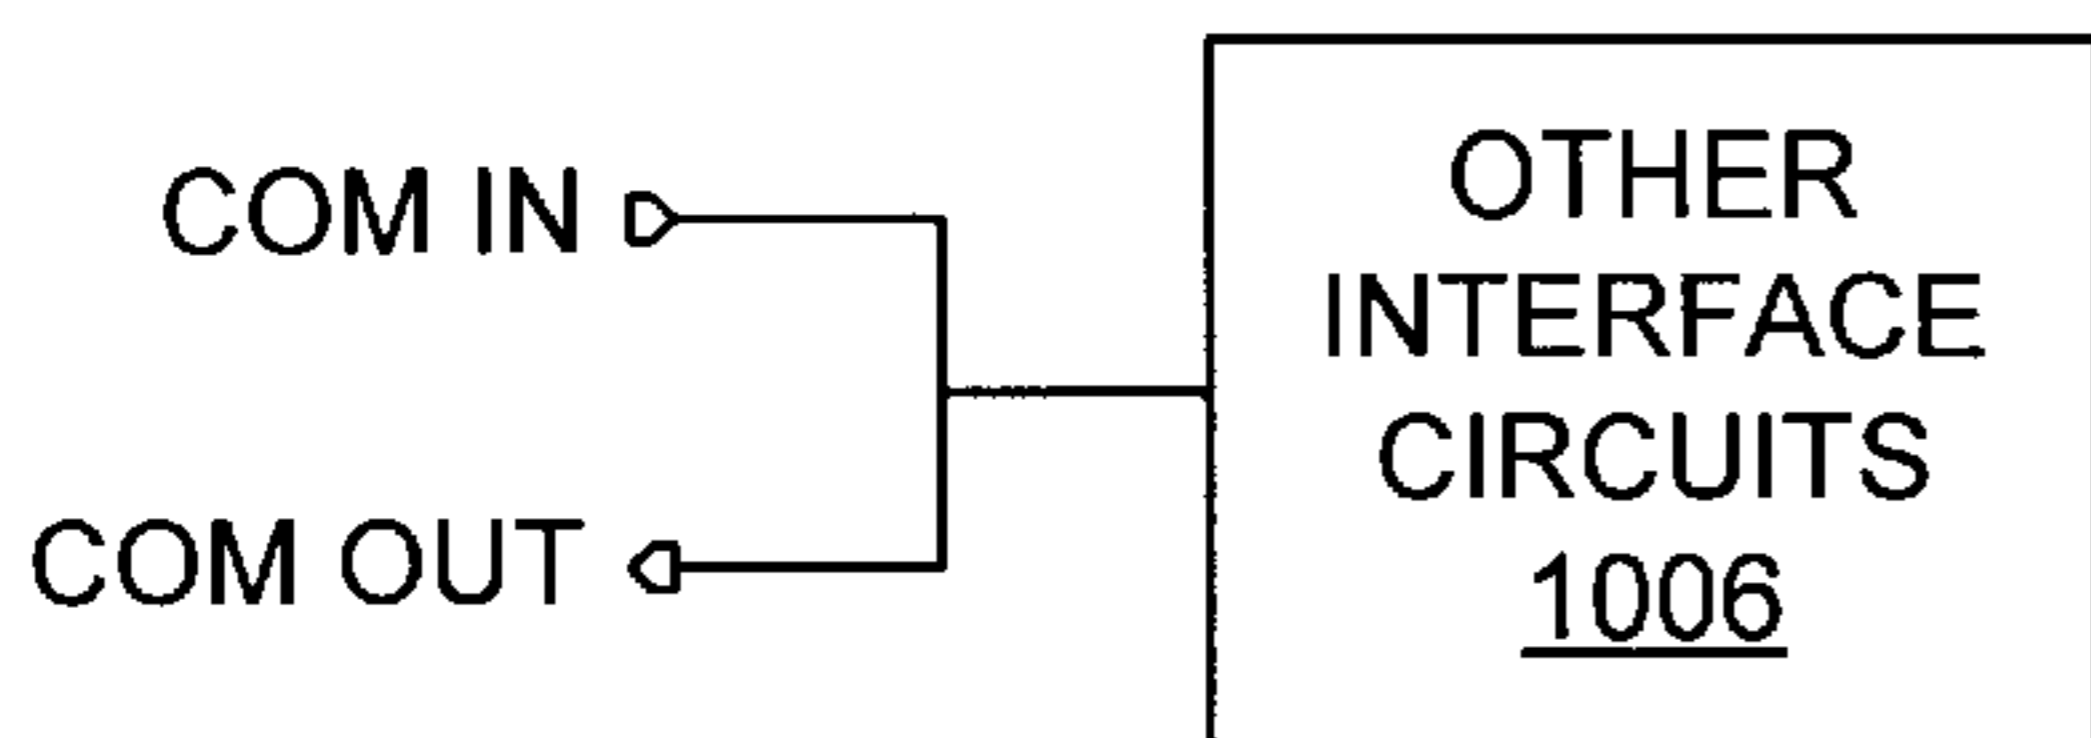 COM IN
COM OUT
OTHER
INTERFACE
CIRCUITS
1006